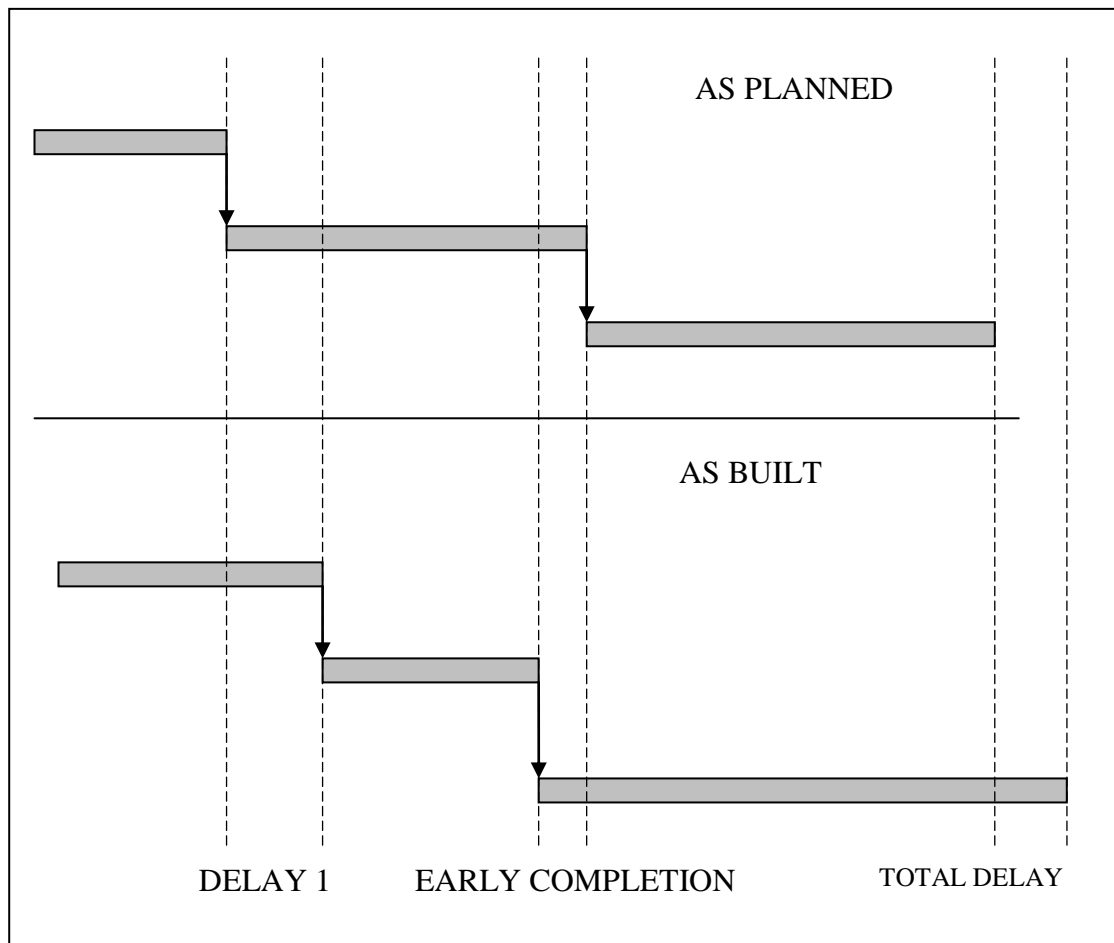 AS PLANNED
AS BUILT
DELAY 1
EARLY COMPLETION
TOTAL DELAY